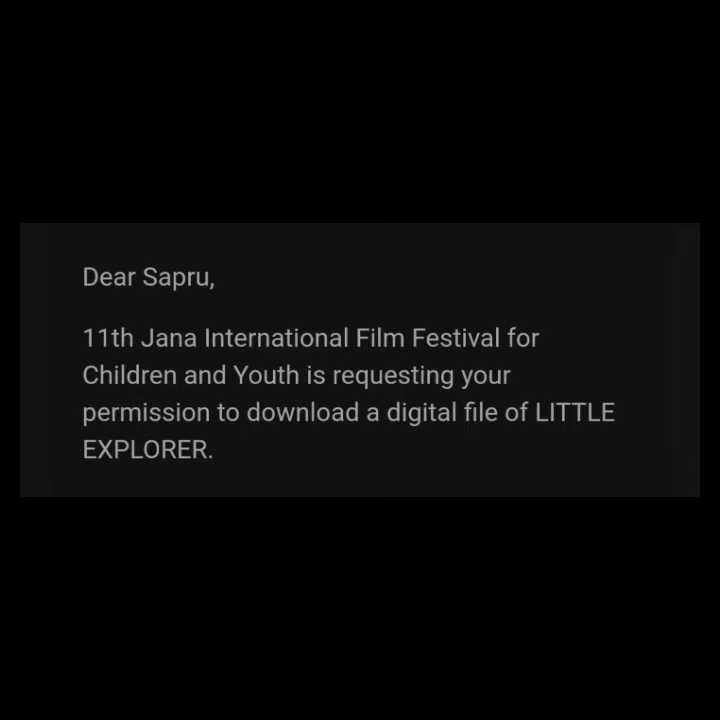 Dear Sapru,
11th Jana International Film Festival for
Children and Youth is requesting your
permission to download a digital file of LITTLE
EXPLORER.